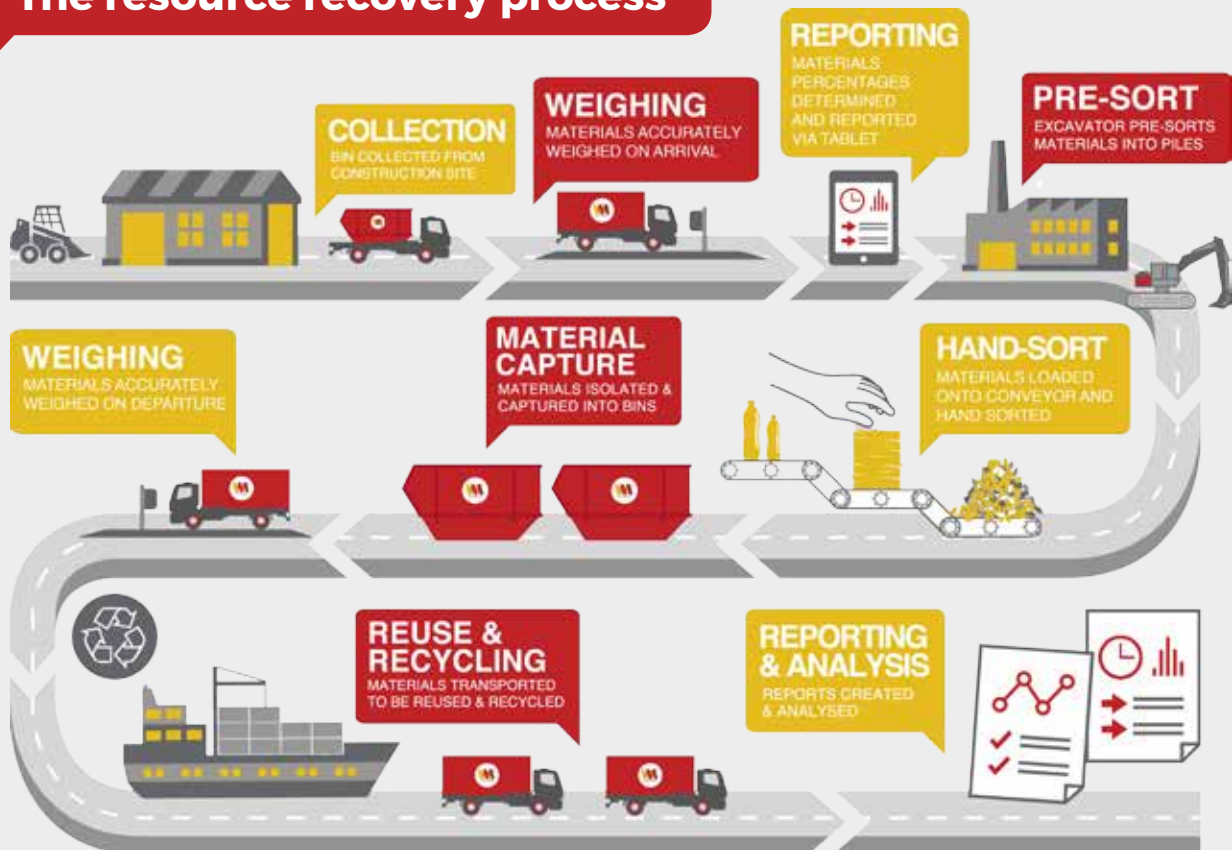 The resource recovery process
COLLECTION
BIN COLLECTED FROM
CONSTRUCTION SITE
WEIGHING
MATERIALS ACCURATELY
WEIGHED ON ARRIVAL
REPORTING
MATERIALS
PERCENTAGES
DETERMINED
AND REPORTED
VIA TABLET
PRE-SORT
EXCAVATOR PRE-SORTS
MATERIALS INTO PILES
HAND-SORT
MATERIALS LOADED
ONTO CONVEYOR AND
HAND SORTED
MATERIAL
CAPTURE
MATERIALS ISOLATED &
CAPTURED INTO BINS
WEIGHING
MATERIALS ACCURATELY
WEIGHED ON DEPARTURE
REUSE &
RECYCLING
MATERIALS TRANSPORTED
TO BE REUSED & RECYCLED
REPORTING
& ANALYSIS
REPORTS CREATED
& ANALYSED